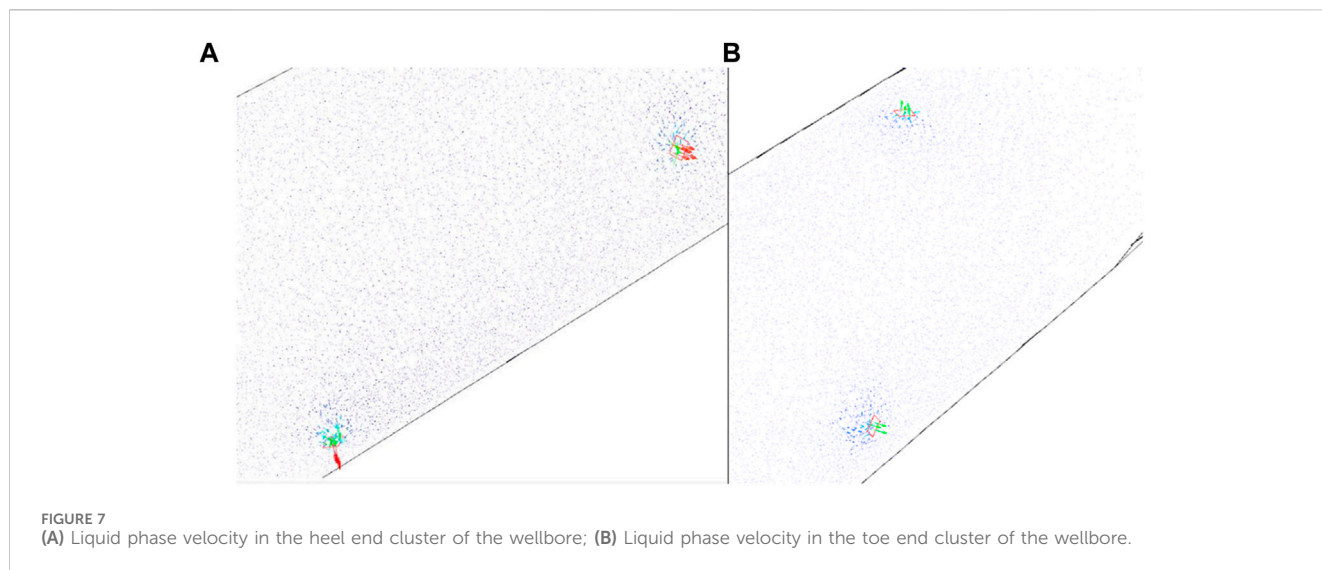 A
B
FIGURE 7
(A) Liquid phase velocity in the heel end cluster of the wellbore; (B) Liquid phase velocity in the toe end cluster of the wellbore.